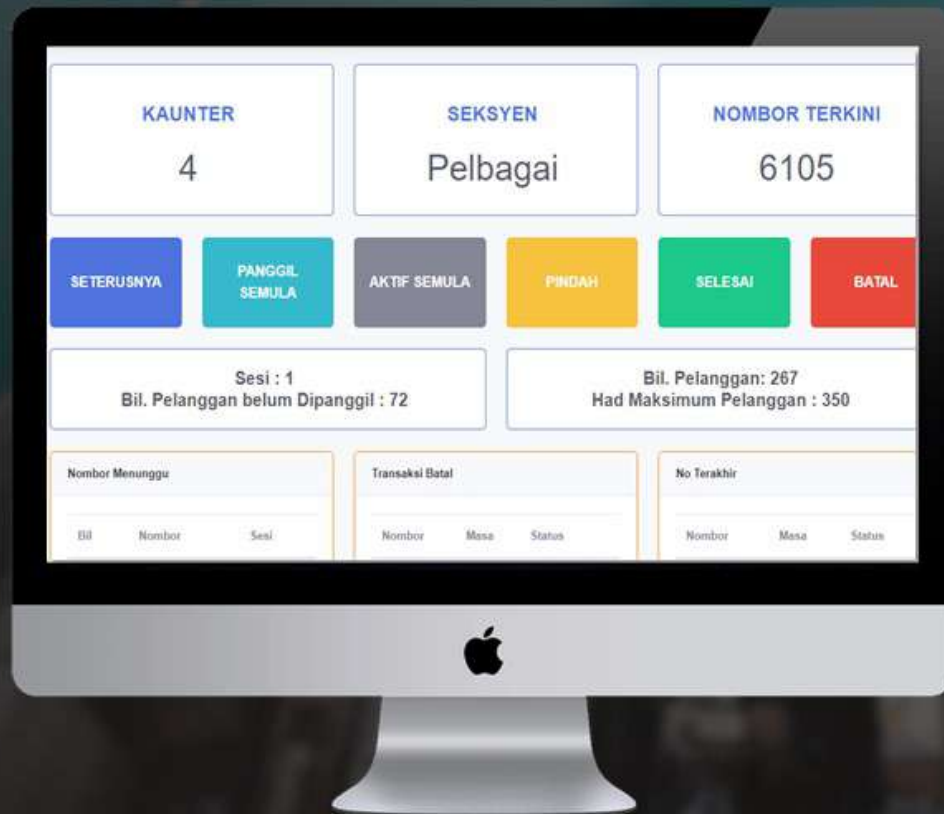 KAUNTER
4
SEKSYEN
Pelbagai
NOMBOR TERKINI
6105
SETERUSNYA
PANGGIL
SEMULA
AKTIF SEMULA
PINDAH
SELESAI
BATAL
Sesi : 1
Bil. Pelanggan belum Dipanggil : 72
Bil. Pelanggan: 267
Had Maksimum Pelanggan : 350
Nombor Menunggu
Bil Nombor Sesi
Transaksi Batal
Nombor Masa Status
No Terakhir
Nombor Masa Status